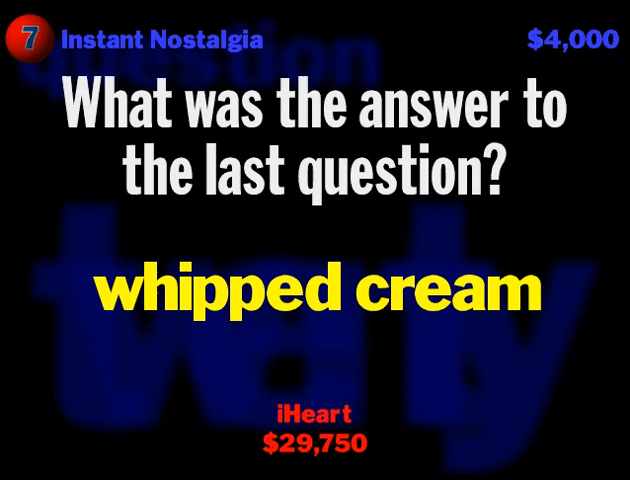 7 Instant Nostalgia $4,000
What was the answer to
the last question?
whipped cream
iHeart
$29,750